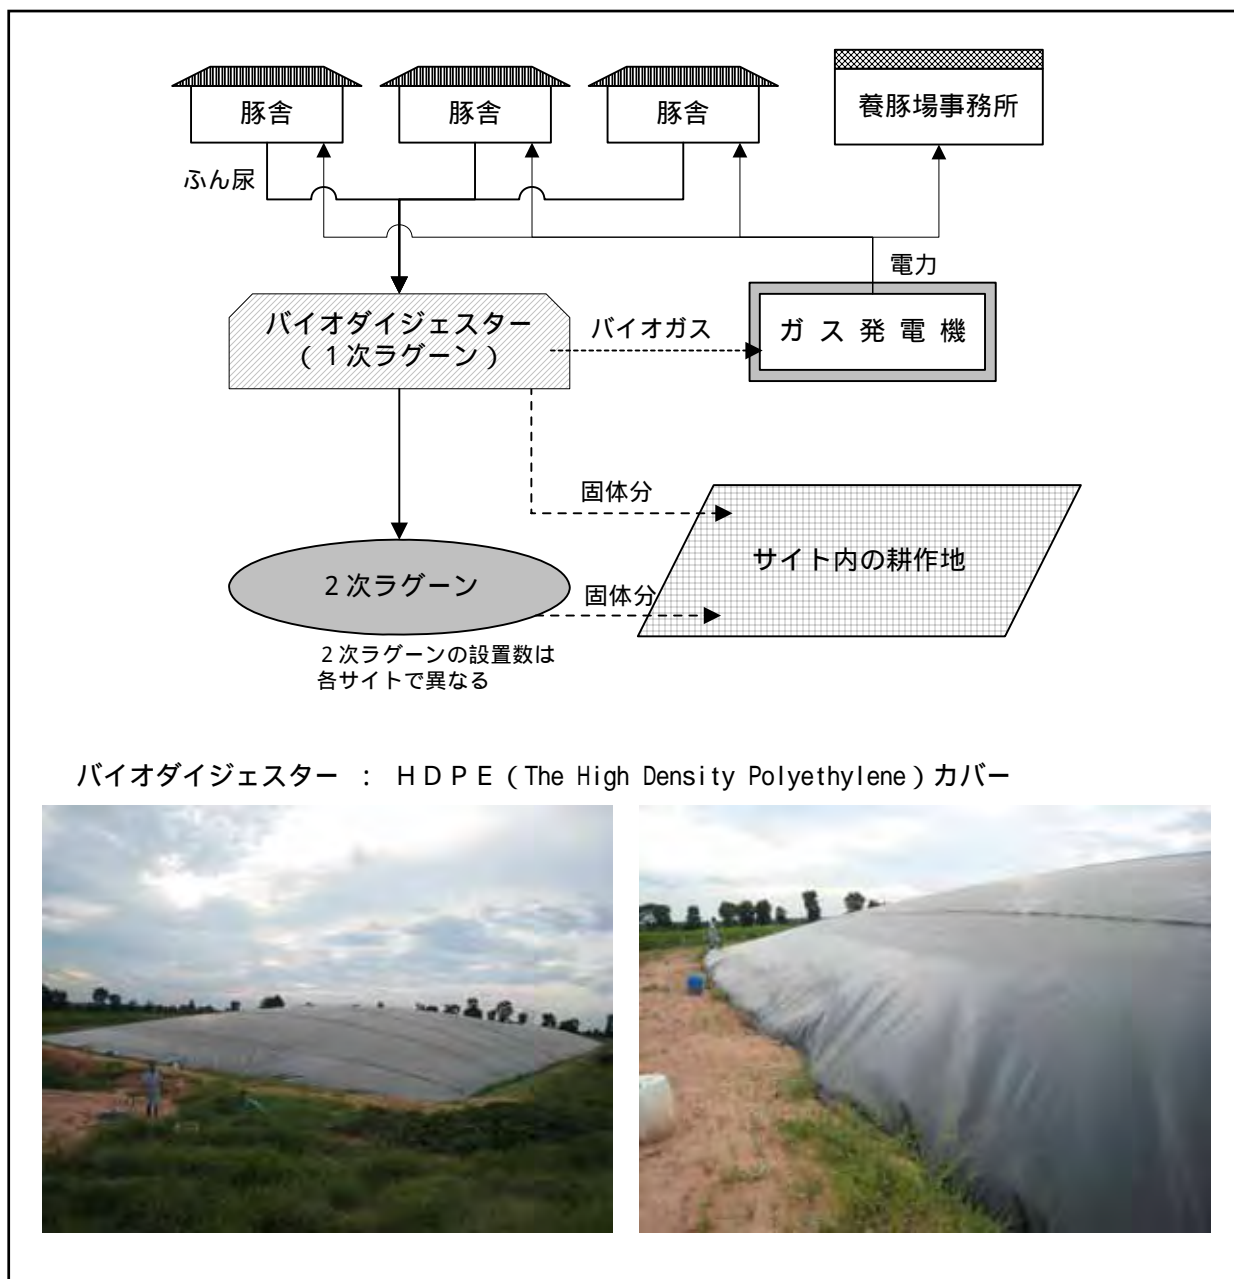 豚舎
豚舎
豚舎
養豚場事務所
ふん尿
電力
バイオダイジェスター
（１次ラグーン）
バイオガス
ガス発電機
固体分
サイト内の耕作地
２次ラグーン
固体分
２次ラグーンの設置数は
各サイトで異なる
バイオダイジェスター ： ＨＤＰＥ（The High Density Polyethylene）カバー